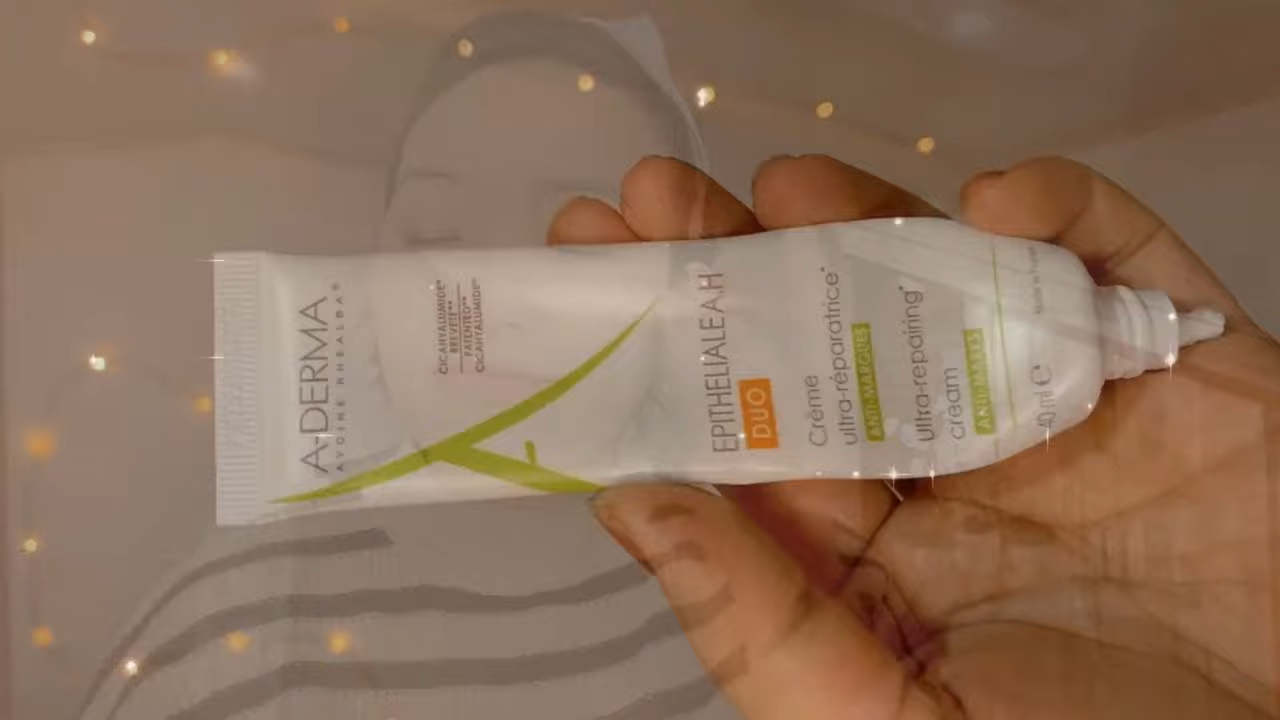 A-DERMA
AVOINE RHEALBA®
CICAHYALUMIDE®
BREVETÉ**
PATENTED**
CICAHYALUMIDE®
EPITHELIALE A.H
DUO
Crème
ultra-réparatrice*
ANTI-MARQUES
Ultra-repairing*
cream
ANTI-MARKS
40 ml e